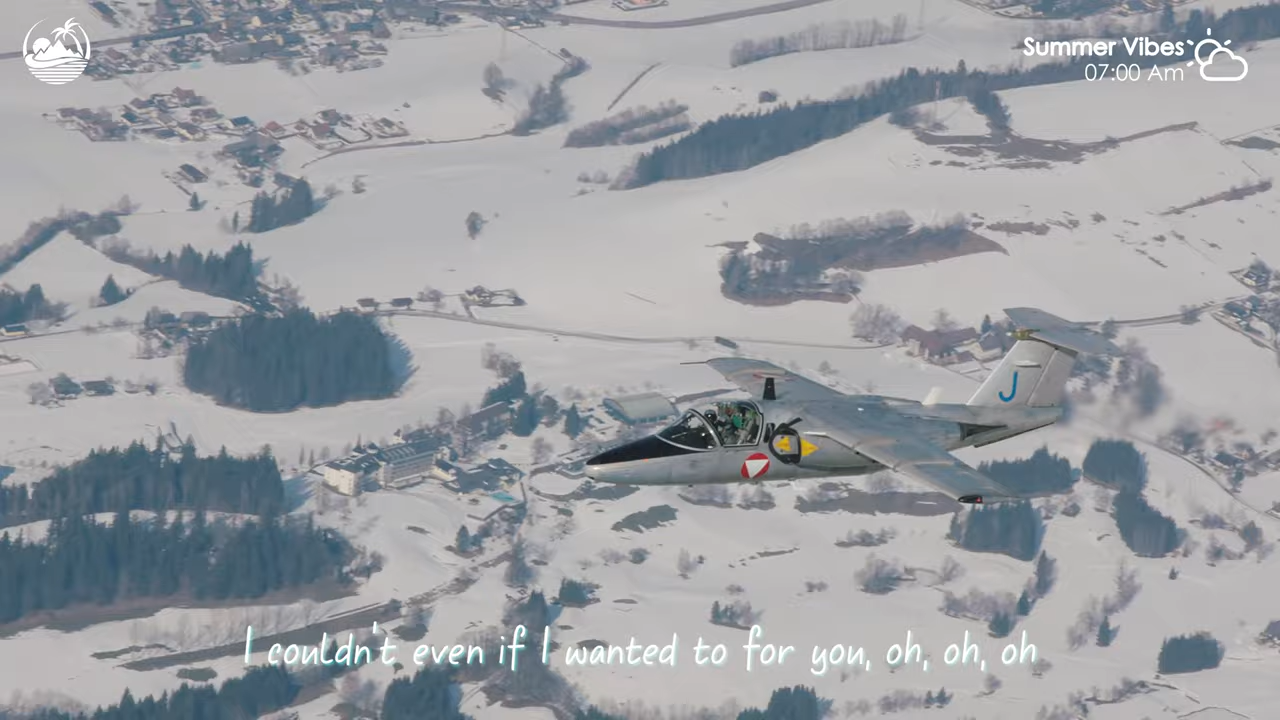 Summer Vibes
07:00 Am
J
I couldn't even if I wanted to for you, oh, oh, oh